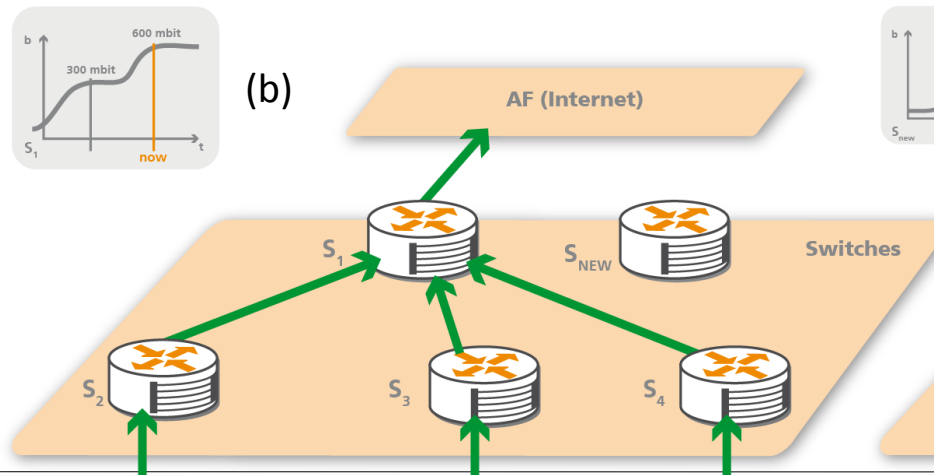 b
600 mbit
300 mbit
S1
now
t
(b)
AF (Internet)
b
Snew
S1
SNEW
Switches
S2
S3
S4